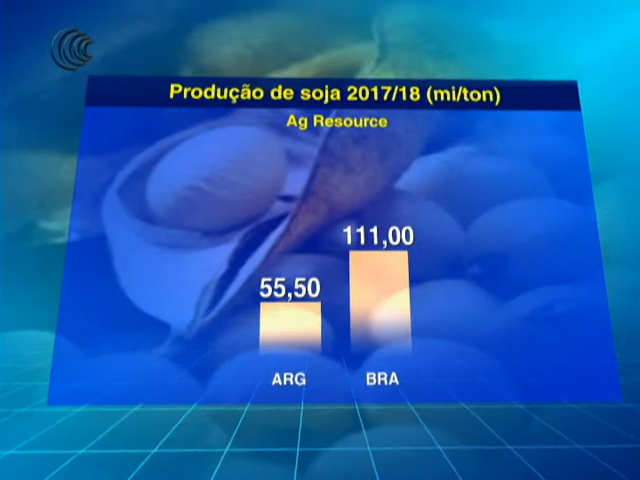 Produção de soja 2017/18 (mi/ton)
Ag Resource
111,00
55,50
ARG BRA